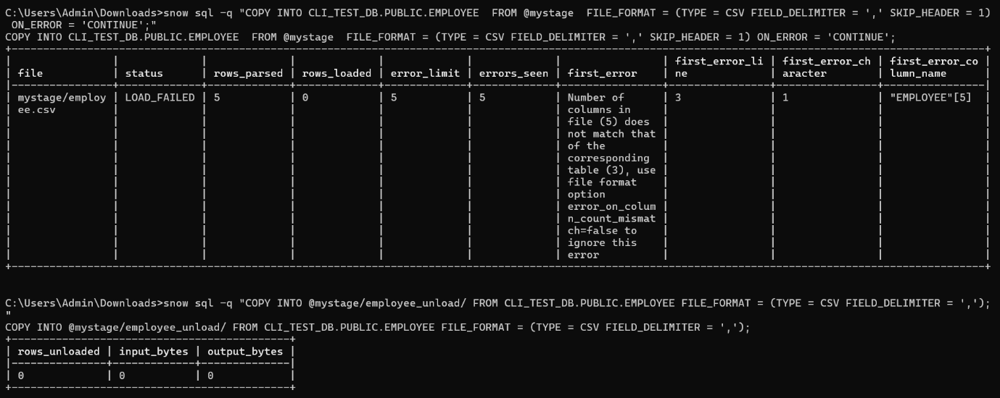 C:\Users\Admin\Downloads>snow sql -q "COPY INTO CLI_TEST_DB.PUBLIC.EMPLOYEE  FROM @mystage  FILE_FORMAT = (TYPE = CSV FIELD_DELIMITER = ',' SKIP_HEADER = 1)
 ON_ERROR = 'CONTINUE';"
COPY INTO CLI_TEST_DB.PUBLIC.EMPLOYEE  FROM @mystage  FILE_FORMAT = (TYPE = CSV FIELD_DELIMITER = ',' SKIP_HEADER = 1) ON_ERROR = 'CONTINUE';
+---------------------------------------------------------------------------------------------------------------------------------------------------------+
|                |             |             |             |             |             |                | first_error_li | first_error_ch | first_error_co |
| file           | status      | rows_parsed | rows_loaded | error_limit | errors_seen | first_error    | ne             | aracter        | lumn_name      |
|----------------+-------------+-------------+-------------+-------------+-------------+----------------+----------------+----------------+----------------|
| mystage/employ | LOAD_FAILED | 5           | 0           | 5           | 5           | Number of      | 3              | 1              | "EMPLOYEE"[5]  |
| ee.csv         |             |             |             |             |             | columns in     |                |                |                |
|                |             |             |             |             |             | file (5) does  |                |                |                |
|                |             |             |             |             |             | not match that |                |                |                |
|                |             |             |             |             |             | of the         |                |                |                |
|                |             |             |             |             |             | corresponding  |                |                |                |
|                |             |             |             |             |             | table (3), use |                |                |                |
|                |             |             |             |             |             | file format    |                |                |                |
|                |             |             |             |             |             | option         |                |                |                |
|                |             |             |             |             |             | error_on_colum |                |                |                |
|                |             |             |             |             |             | n_count_mismat |                |                |                |
|                |             |             |             |             |             | ch=false to    |                |                |                |
|                |             |             |             |             |             | ignore this    |                |                |                |
|                |             |             |             |             |             | error          |                |                |                |
+---------------------------------------------------------------------------------------------------------------------------------------------------------+
C:\Users\Admin\Downloads>snow sql -q "COPY INTO @mystage/employee_unload/ FROM CLI_TEST_DB.PUBLIC.EMPLOYEE FILE_FORMAT = (TYPE = CSV FIELD_DELIMITER = ',');
"
COPY INTO @mystage/employee_unload/ FROM CLI_TEST_DB.PUBLIC.EMPLOYEE FILE_FORMAT = (TYPE = CSV FIELD_DELIMITER = ',');
+--------------------------------------------+
| rows_unloaded | input_bytes | output_bytes |
|---------------+-------------+--------------|
| 0             | 0           | 0            |
+--------------------------------------------+